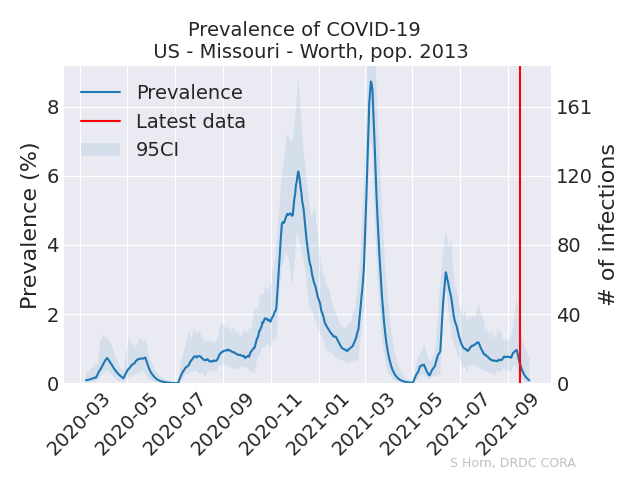 Prevalence of COVID-19
US - Missouri - Worth, pop. 2013
Prevalence
Latest data
95CI
Prevalence (%)
8
6
4
2
0
# of infections
161
120
80
40
0
2020-03
2020-05
2020-07
2020-09
2020-11
2021-01
2021-03
2021-05
2021-07
2021-09
S Horn, DRDC CORA